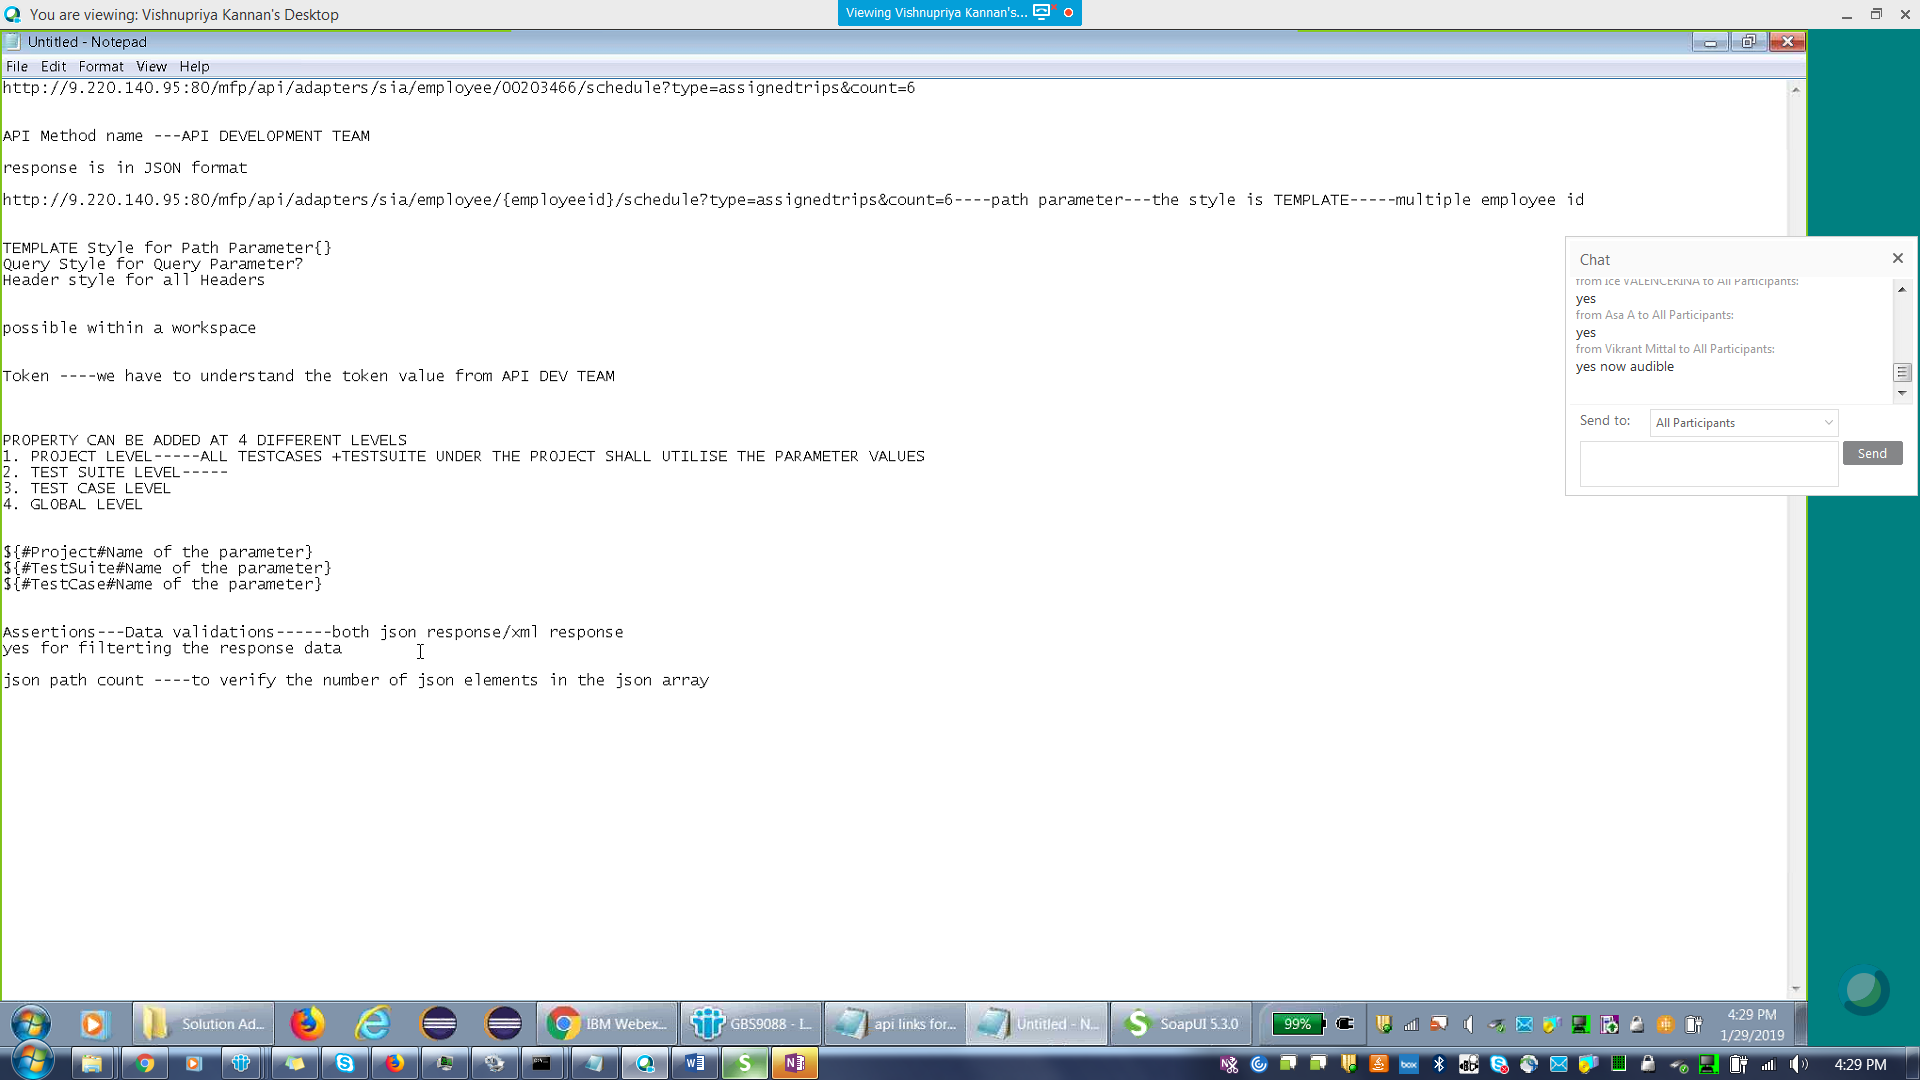 You are viewing: Vishnupriya Kannan's Desktop
Viewing Vishnupriya Kannan's...
Untitled - Notepad
File Edit Format View Help
http://9.220.140.95:80/mfp/api/adapters/sia/employee/00203466/schedule?type=assignedtrips&count=6
API Method name ---API DEVELOPMENT TEAM
response is in JSON format
http://9.220.140.95:80/mfp/api/adapters/sia/employee/{employeeid}/schedule?type=assignedtrips&count=6----path parameter---the style is TEMPLATE-----multiple employee id
TEMPLATE Style for Path Parameter{}
Query Style for Query Parameter?
Header style for all Headers
possible within a workspace
Token ----we have to understand the token value from API DEV TEAM
PROPERTY CAN BE ADDED AT 4 DIFFERENT LEVELS
1. PROJECT LEVEL-----ALL TESTCASES +TESTSUITE UNDER THE PROJECT SHALL UTILISE THE PARAMETER VALUES
2. TEST SUITE LEVEL-----
3. TEST CASE LEVEL
4. GLOBAL LEVEL
${#Project#Name of the parameter}
${#TestSuite#Name of the parameter}
${#TestCase#Name of the parameter}
Assertions---Data validations------both json response/xml response
yes for filterting the response data
json path count ----to verify the number of json elements in the json array
Chat
from Ice VALENCERINA to All Participants:
yes
from Asa A to All Participants:
yes
from Vikrant Mittal to All Participants:
yes now audible
Send to:
All Participants
Send
Solution Ad...
IBM Webex...
GBS9088 - I...
api links for...
Untitled - N...
SoapUI 5.3.0
99%
4:29 PM
1/29/2019
4:29 PM